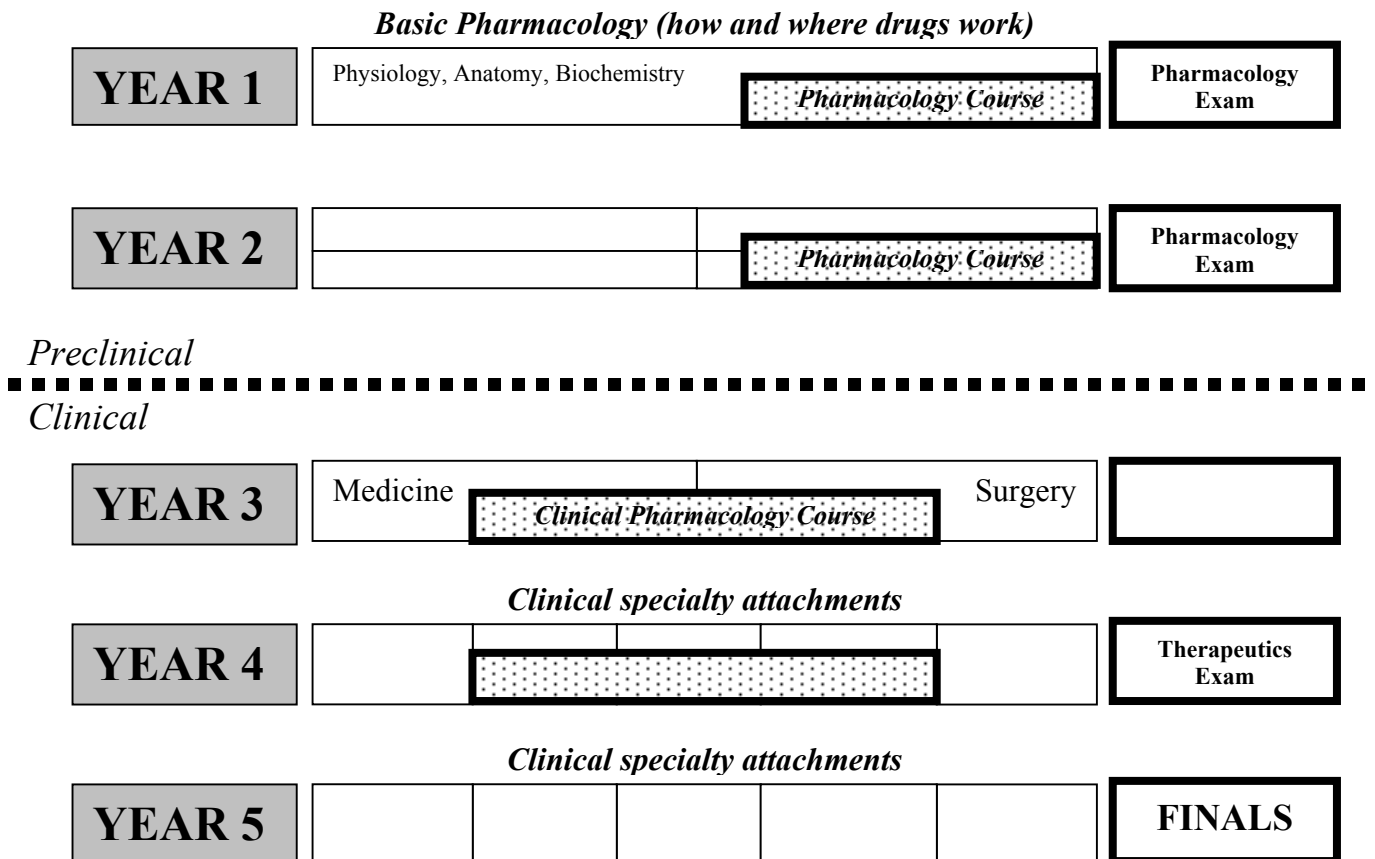 Basic Pharmacology (how and where drugs work)
YEAR 1
Physiology, Anatomy, Biochemistry
Pharmacology Course
Pharmacology
Exam
YEAR 2
Pharmacology Course
Pharmacology
Exam
Preclinical
Clinical
YEAR 3
Medicine
Surgery
Clinical Pharmacology Course
Clinical specialty attachments
YEAR 4
Therapeutics
Exam
Clinical specialty attachments
YEAR 5
FINALS